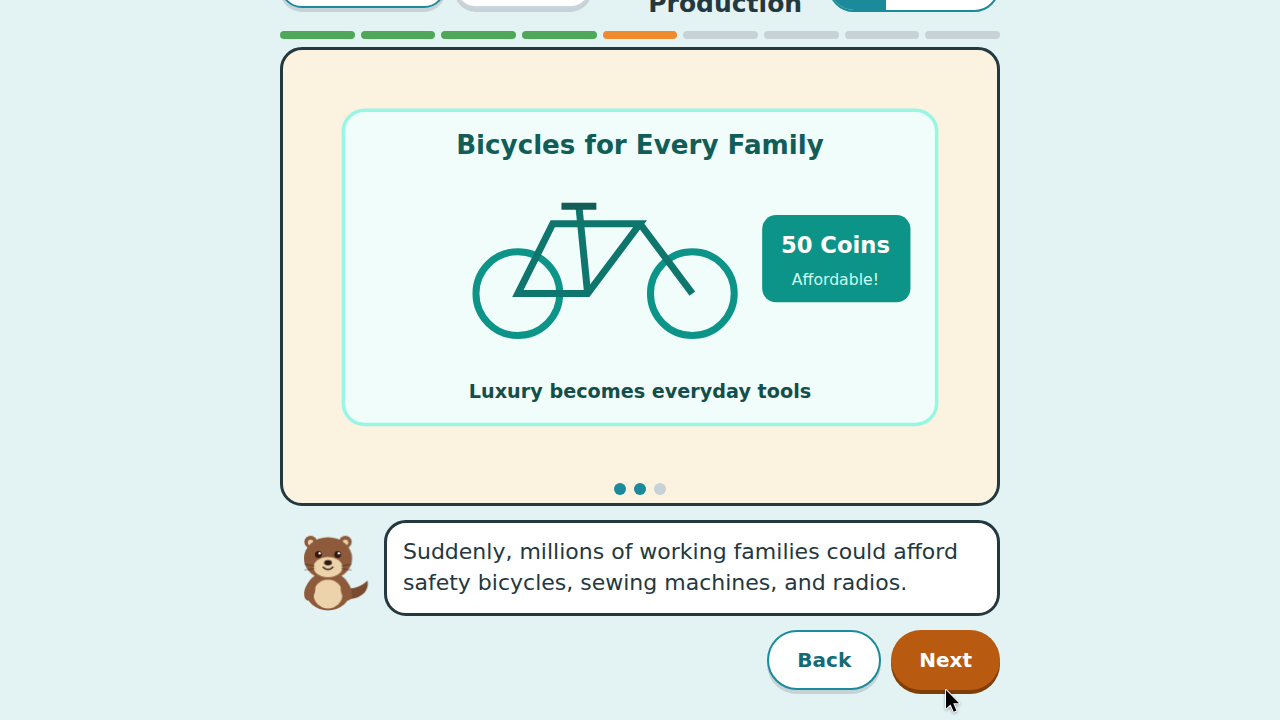 Production
Bicycles for Every Family
50 Coins
Affordable!
Luxury becomes everyday tools
Suddenly, millions of working families could afford
safety bicycles, sewing machines, and radios.
Back
Next